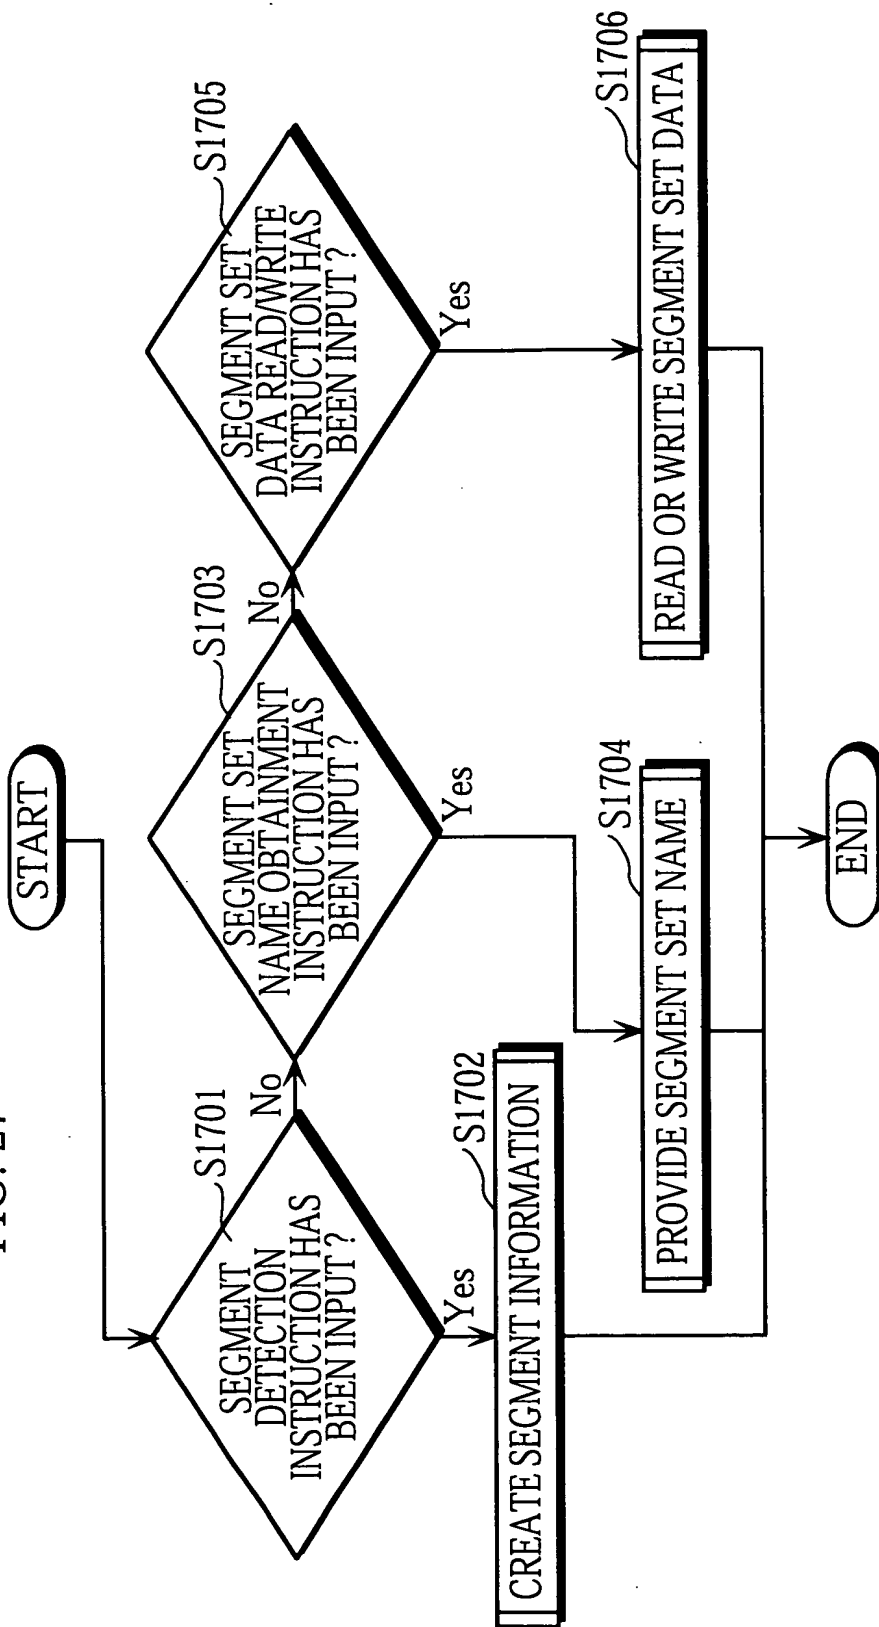 START
S1701
SEGMENT
DETECTION
INSTRUCTION HAS
BEEN INPUT ?
No
Yes
S1702
CREATE SEGMENT INFORMATION
S1703
SEGMENT SET
NAME OBTAINMENT
INSTRUCTION HAS
BEEN INPUT ?
No
Yes
S1704
PROVIDE SEGMENT SET NAME
S1705
SEGMENT SET
DATA READ/WRITE
INSTRUCTION HAS
BEEN INPUT ?
Yes
S1706
READ OR WRITE SEGMENT SET DATA
END